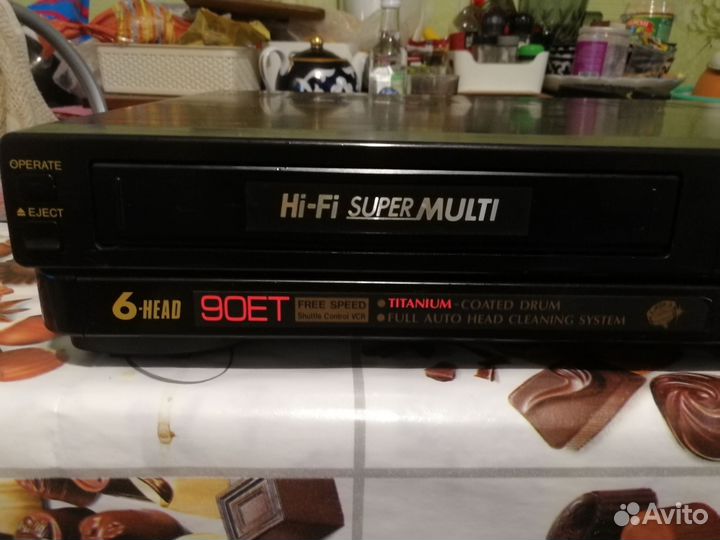 OPERATE
▲EJECT
Hi-Fi SUPER MULTI
6-HEAD
90ET
FREE SPEED
Shuttle Control VCR
• TITANIUM - COATED DRUM
• FULL AUTO HEAD CLEANING SYSTEM
Avito